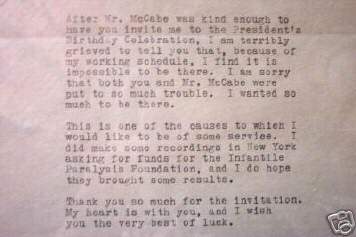 After Mr. McCabe was kind enough to
have you invite me to the President's
Birthday Celebration, I am terribly
grieved to tell you that, because of
my working schedule, I find it is
impossible to be there. I am sorry
that both you and Mr. McCabe were
put to so much trouble. I wanted so
much to be there.
This is one of the causes to which I
would like to be of some service. I
did make some recordings in New York
asking for funds for the Infantile
Paralysis Foundation, and I do hope
they brought some results.
Thank you so much for the invitation.
My heart is with you, and I wish
you the very best of luck.